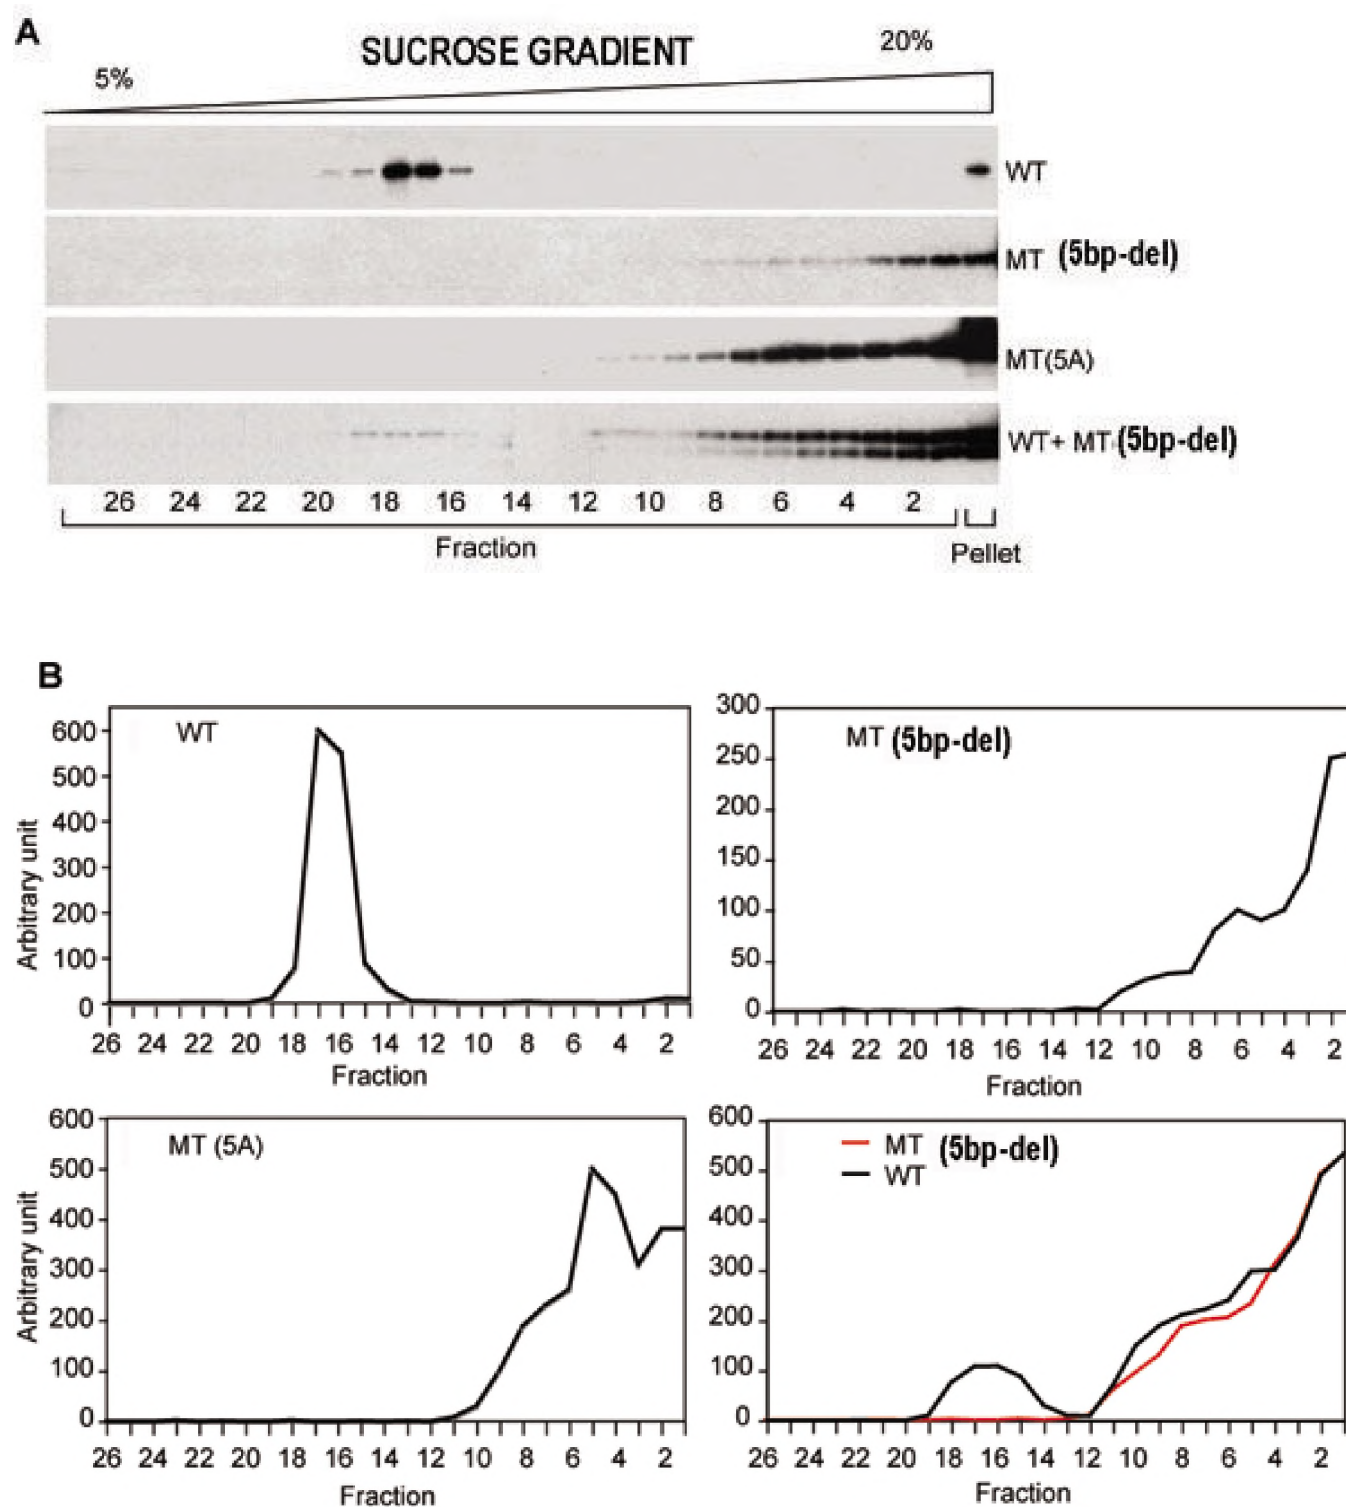 A
SUCROSE GRADIENT
5%
20%
WT
MT (5bp-del)
MT(5A)
WT+ MT (5bp-del)
26 24 22 20 18 16 14 12 10 8 6 4 2
Fraction
Pellet
B
WT
600
500
400
300
200
100
0
Arbitrary unit
26 24 22 20 18 16 14 12 10 8 6 4 2
Fraction
MT (5bp-del)
300
250
200
150
100
50
0
26 24 22 20 18 16 14 12 10 8 6 4 2
Fraction
MT (5A)
600
500
400
300
200
100
0
Arbitrary unit
26 24 22 20 18 16 14 12 10 8 6 4 2
Fraction
MT (5bp-del)
WT
600
500
400
300
200
100
0
26 24 22 20 18 16 14 12 10 8 6 4 2
Fraction